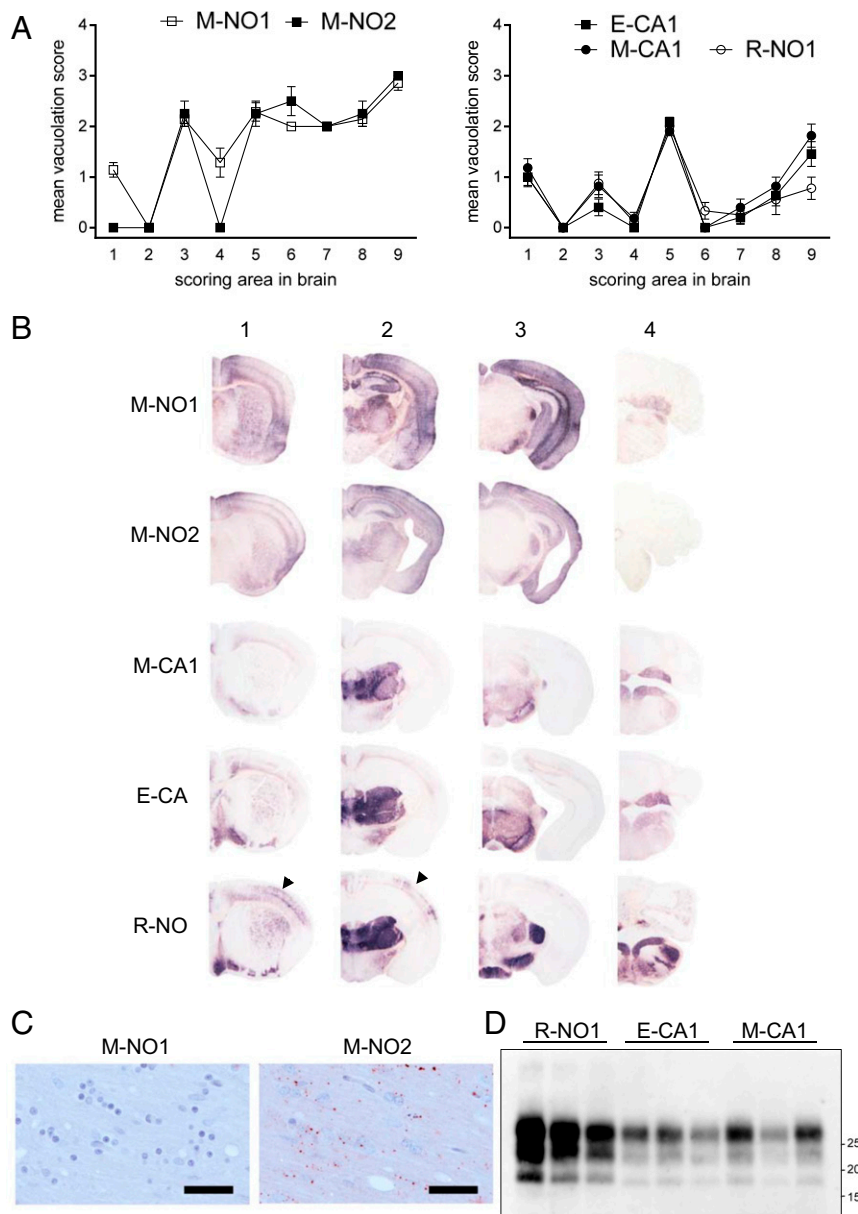 A
M-NO1 M-NO2
E-CA1
M-CA1 R-NO1
mean vacuolation score
4
3
2
1
0
1 2 3 4 5 6 7 8 9
scoring area in brain
mean vacuolation score
4
3
2
1
0
1 2 3 4 5 6 7 8 9
scoring area in brain
B
1 2 3 4
M-NO1
M-NO2
M-CA1
E-CA
R-NO
C
M-NO1 M-NO2
D
R-NO1 E-CA1 M-CA1
25
20
15